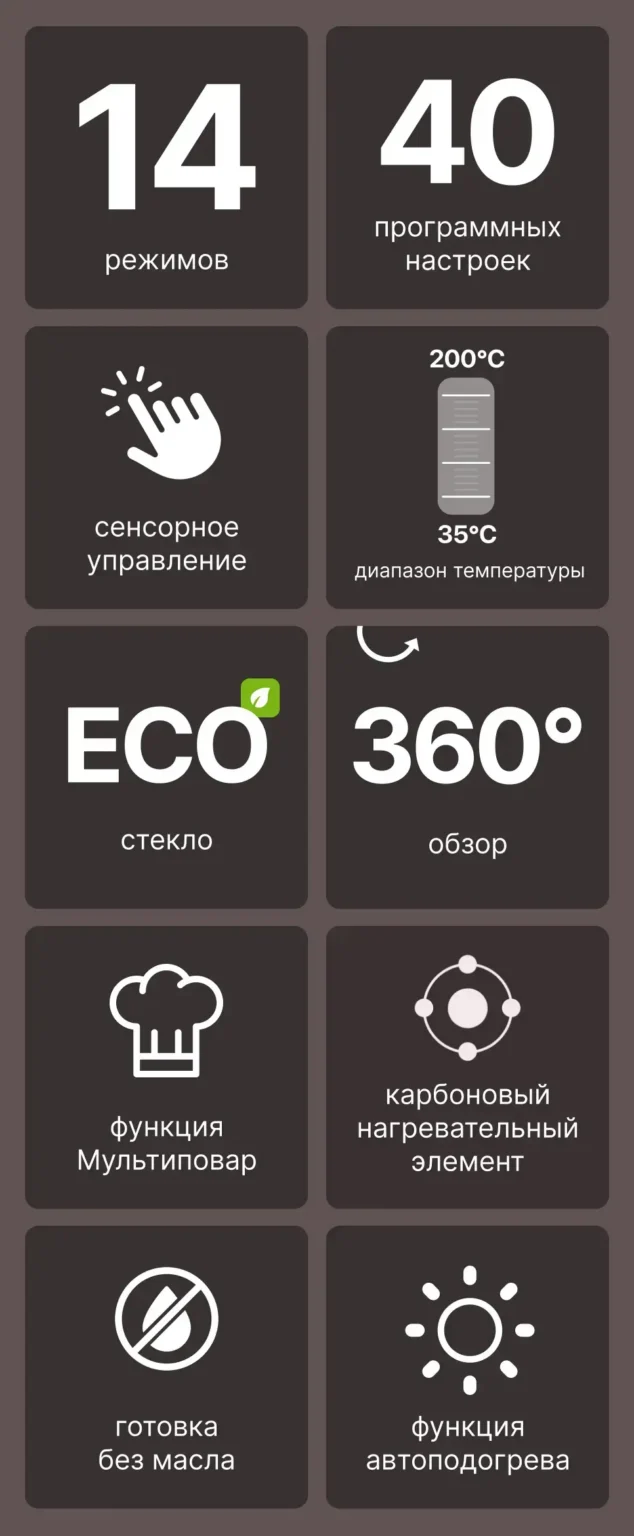 14
режимов
40
программных
настроек
сенсорное
управление
200°C
35°C
диапазон температуры
ECO
стекло
360°
обзор
функция
Мультиповар
карбоновый
нагревательный
элемент
готовка
без масла
функция
автоподогрева